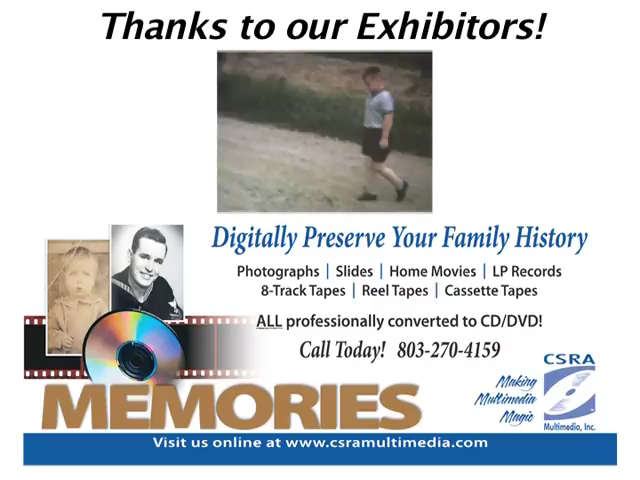 Thanks to our Exhibitors!
Digitally Preserve Your Family History
Photographs | Slides | Home Movies | LP Records
8-Track Tapes | Reel Tapes | Cassette Tapes
ALL professionally converted to CD/DVD!
Call Today! 803-270-4159
MEMORIES
Making
Multimedia
Magic
CSRA
Multimedia, Inc.
Visit us online at www.csramultimedia.com